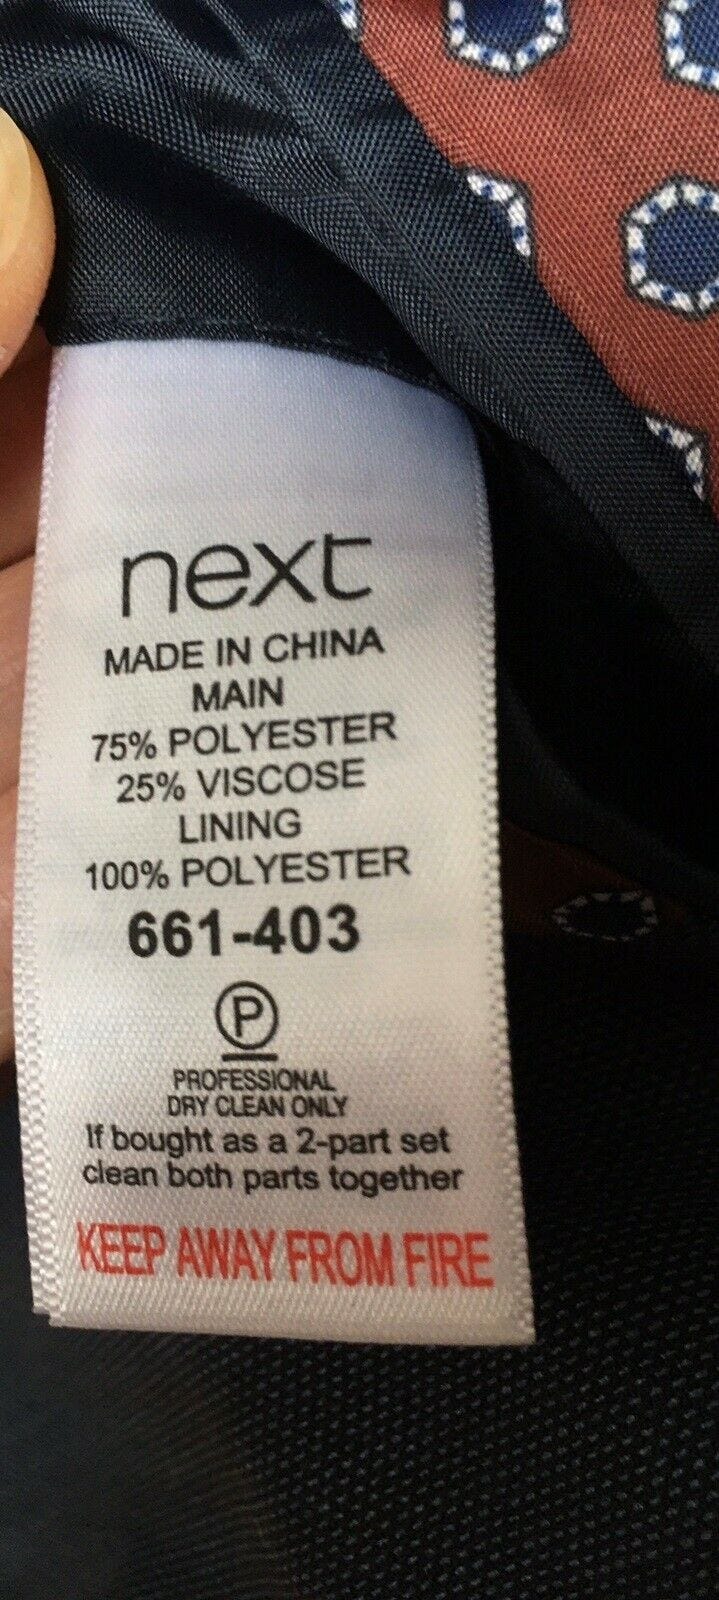 next
MADE IN CHINA
MAIN
75% POLYESTER
25% VISCOSE
LINING
100% POLYESTER
661-403
P
PROFESSIONAL
DRY CLEAN ONLY
If bought as a 2-part set
clean both parts together
KEEP AWAY FROM FIRE